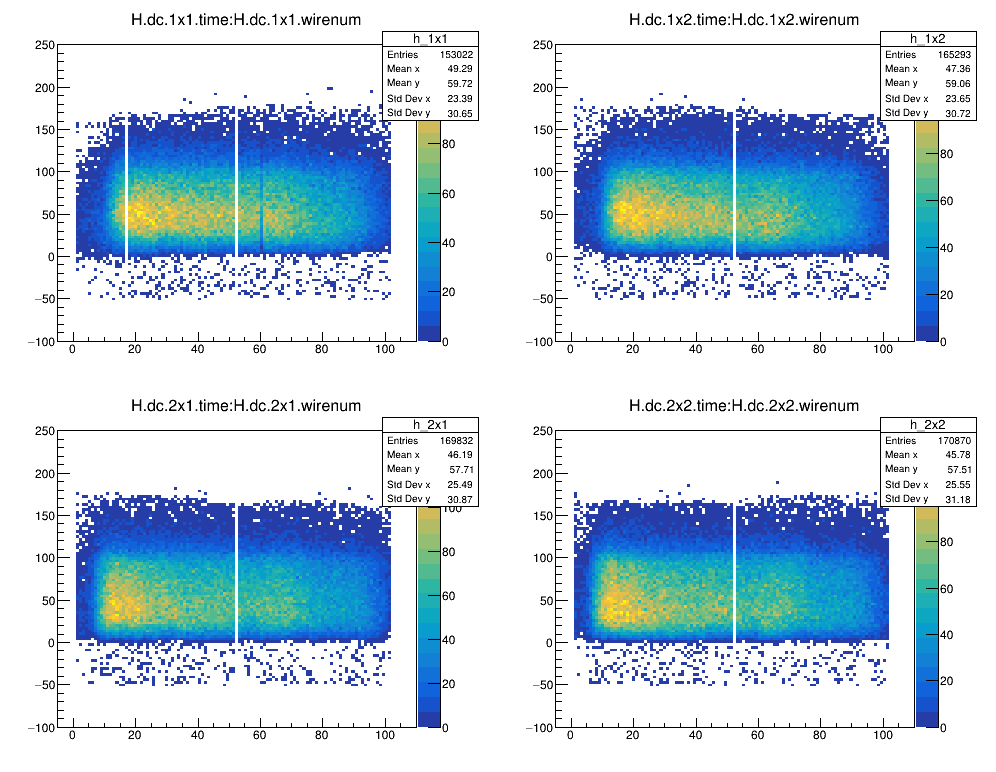 H.dc.1x1.time:H.dc.1x1.wirenum
h_1x1
Entries 153022
Mean x 49.29
Mean y 59.72
Std Dev x 23.39
Std Dev y 30.65
250
200
150
100
50
0
−50
−100
0 20 40 60 80 100
80
60
40
20
0
H.dc.1x2.time:H.dc.1x2.wirenum
h_1x2
Entries 165293
Mean x 47.36
Mean y 59.06
Std Dev x 23.65
Std Dev y 30.72
250
200
150
100
50
0
−50
−100
0 20 40 60 80 100
80
60
40
20
0
H.dc.2x1.time:H.dc.2x1.wirenum
h_2x1
Entries 169832
Mean x 46.19
Mean y 57.71
Std Dev x 25.49
Std Dev y 30.87
250
200
150
100
50
0
−50
−100
0 20 40 60 80 100
100
80
60
40
20
0
H.dc.2x2.time:H.dc.2x2.wirenum
h_2x2
Entries 170870
Mean x 45.78
Mean y 57.51
Std Dev x 25.55
Std Dev y 31.18
250
200
150
100
50
0
−50
−100
0 20 40 60 80 100
80
60
40
20
0